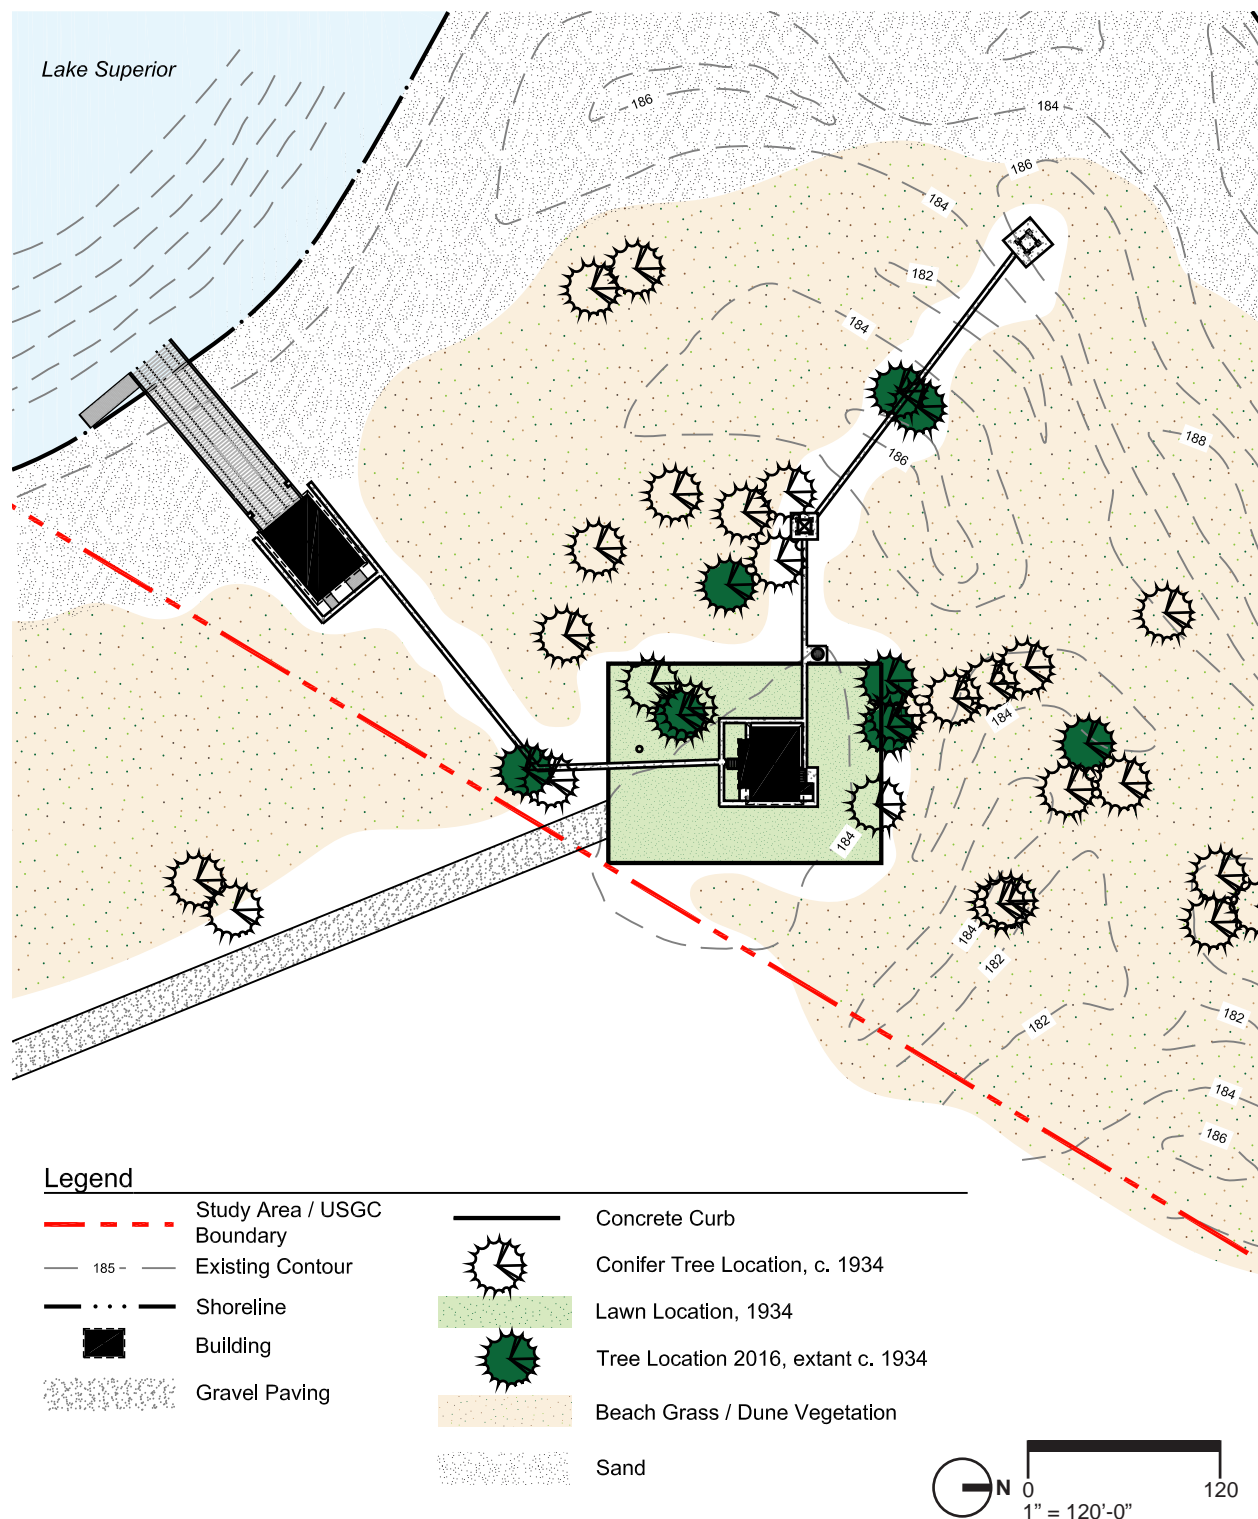 Lake Superior
186
184
186
184
182
184
188
186
184
184
184
182
182
182
184
186
Legend
Study Area / USGC
Boundary
185
Existing Contour
Shoreline
Building
Gravel Paving
Concrete Curb
Conifer Tree Location, c. 1934
Lawn Location, 1934
Tree Location 2016, extant c. 1934
Beach Grass / Dune Vegetation
Sand
N
0
120
1" = 120'-0"